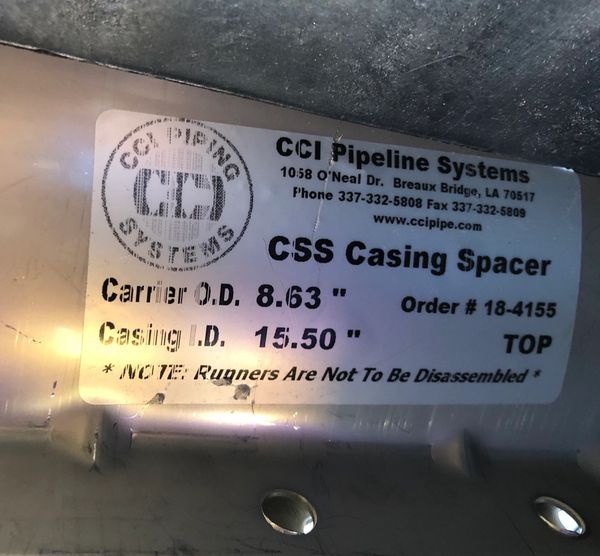 CCI PIPING
CCI
SYSTEMS
CCI Pipeline Systems
1058 O'Neal Dr. Breaux Bridge, LA 70517
Phone 337-332-5808 Fax 337-332-5809
www.ccipipe.com
CSS Casing Spacer
Carrier O.D. 8.63 " Order # 18-4155
Casing I.D. 15.50 " TOP
* NOTE: Runners Are Not To Be Disassembled *